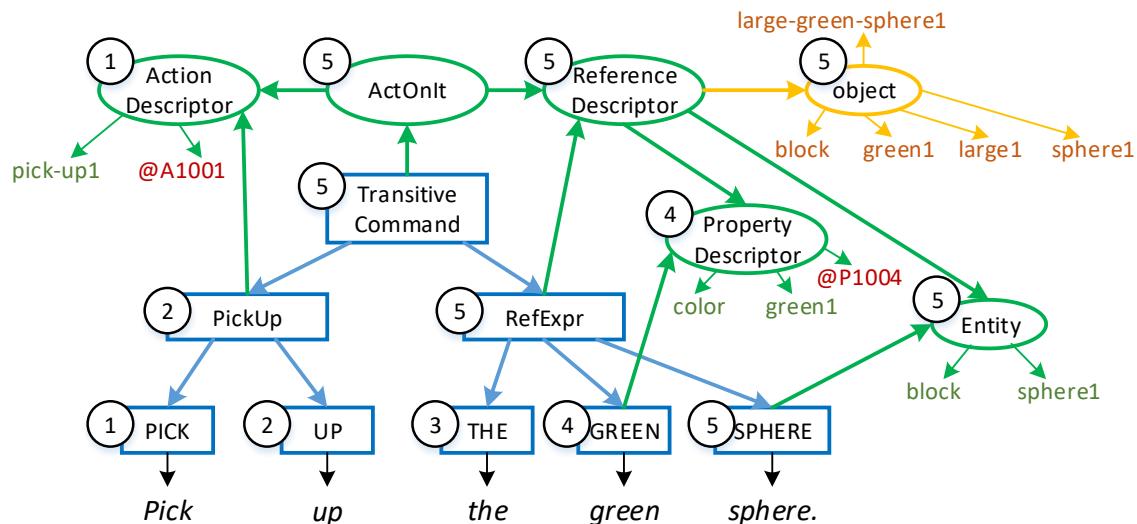 large-green-sphere1
1
Action
Descriptor
5
ActOnIt
5
Reference
Descriptor
5
object
pick-up1
@A1001
block
green1
large1
sphere1
5
Transitive
Command
4
Property
Descriptor
@P1004
color
green1
2
PickUp
5
RefExpr
5
Entity
block
sphere1
1
PICK
2
UP
3
THE
4
GREEN
5
SPHERE
Pick
up
the
green
sphere.